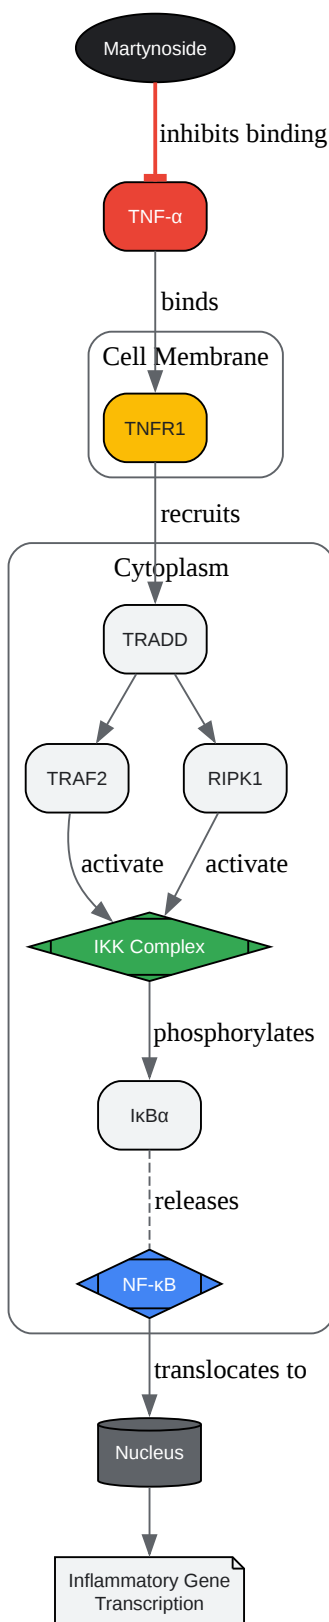 Martynoside
inhibits binding
TNF-α
binds
Cell Membrane
TNFR1
recruits
Cytoplasm
TRADD
TRAF2
RIPK1
activate
activate
IKK Complex
phosphorylates
IκBα
releases
NF-κB
translocates to
Nucleus
Inflammatory Gene
Transcription